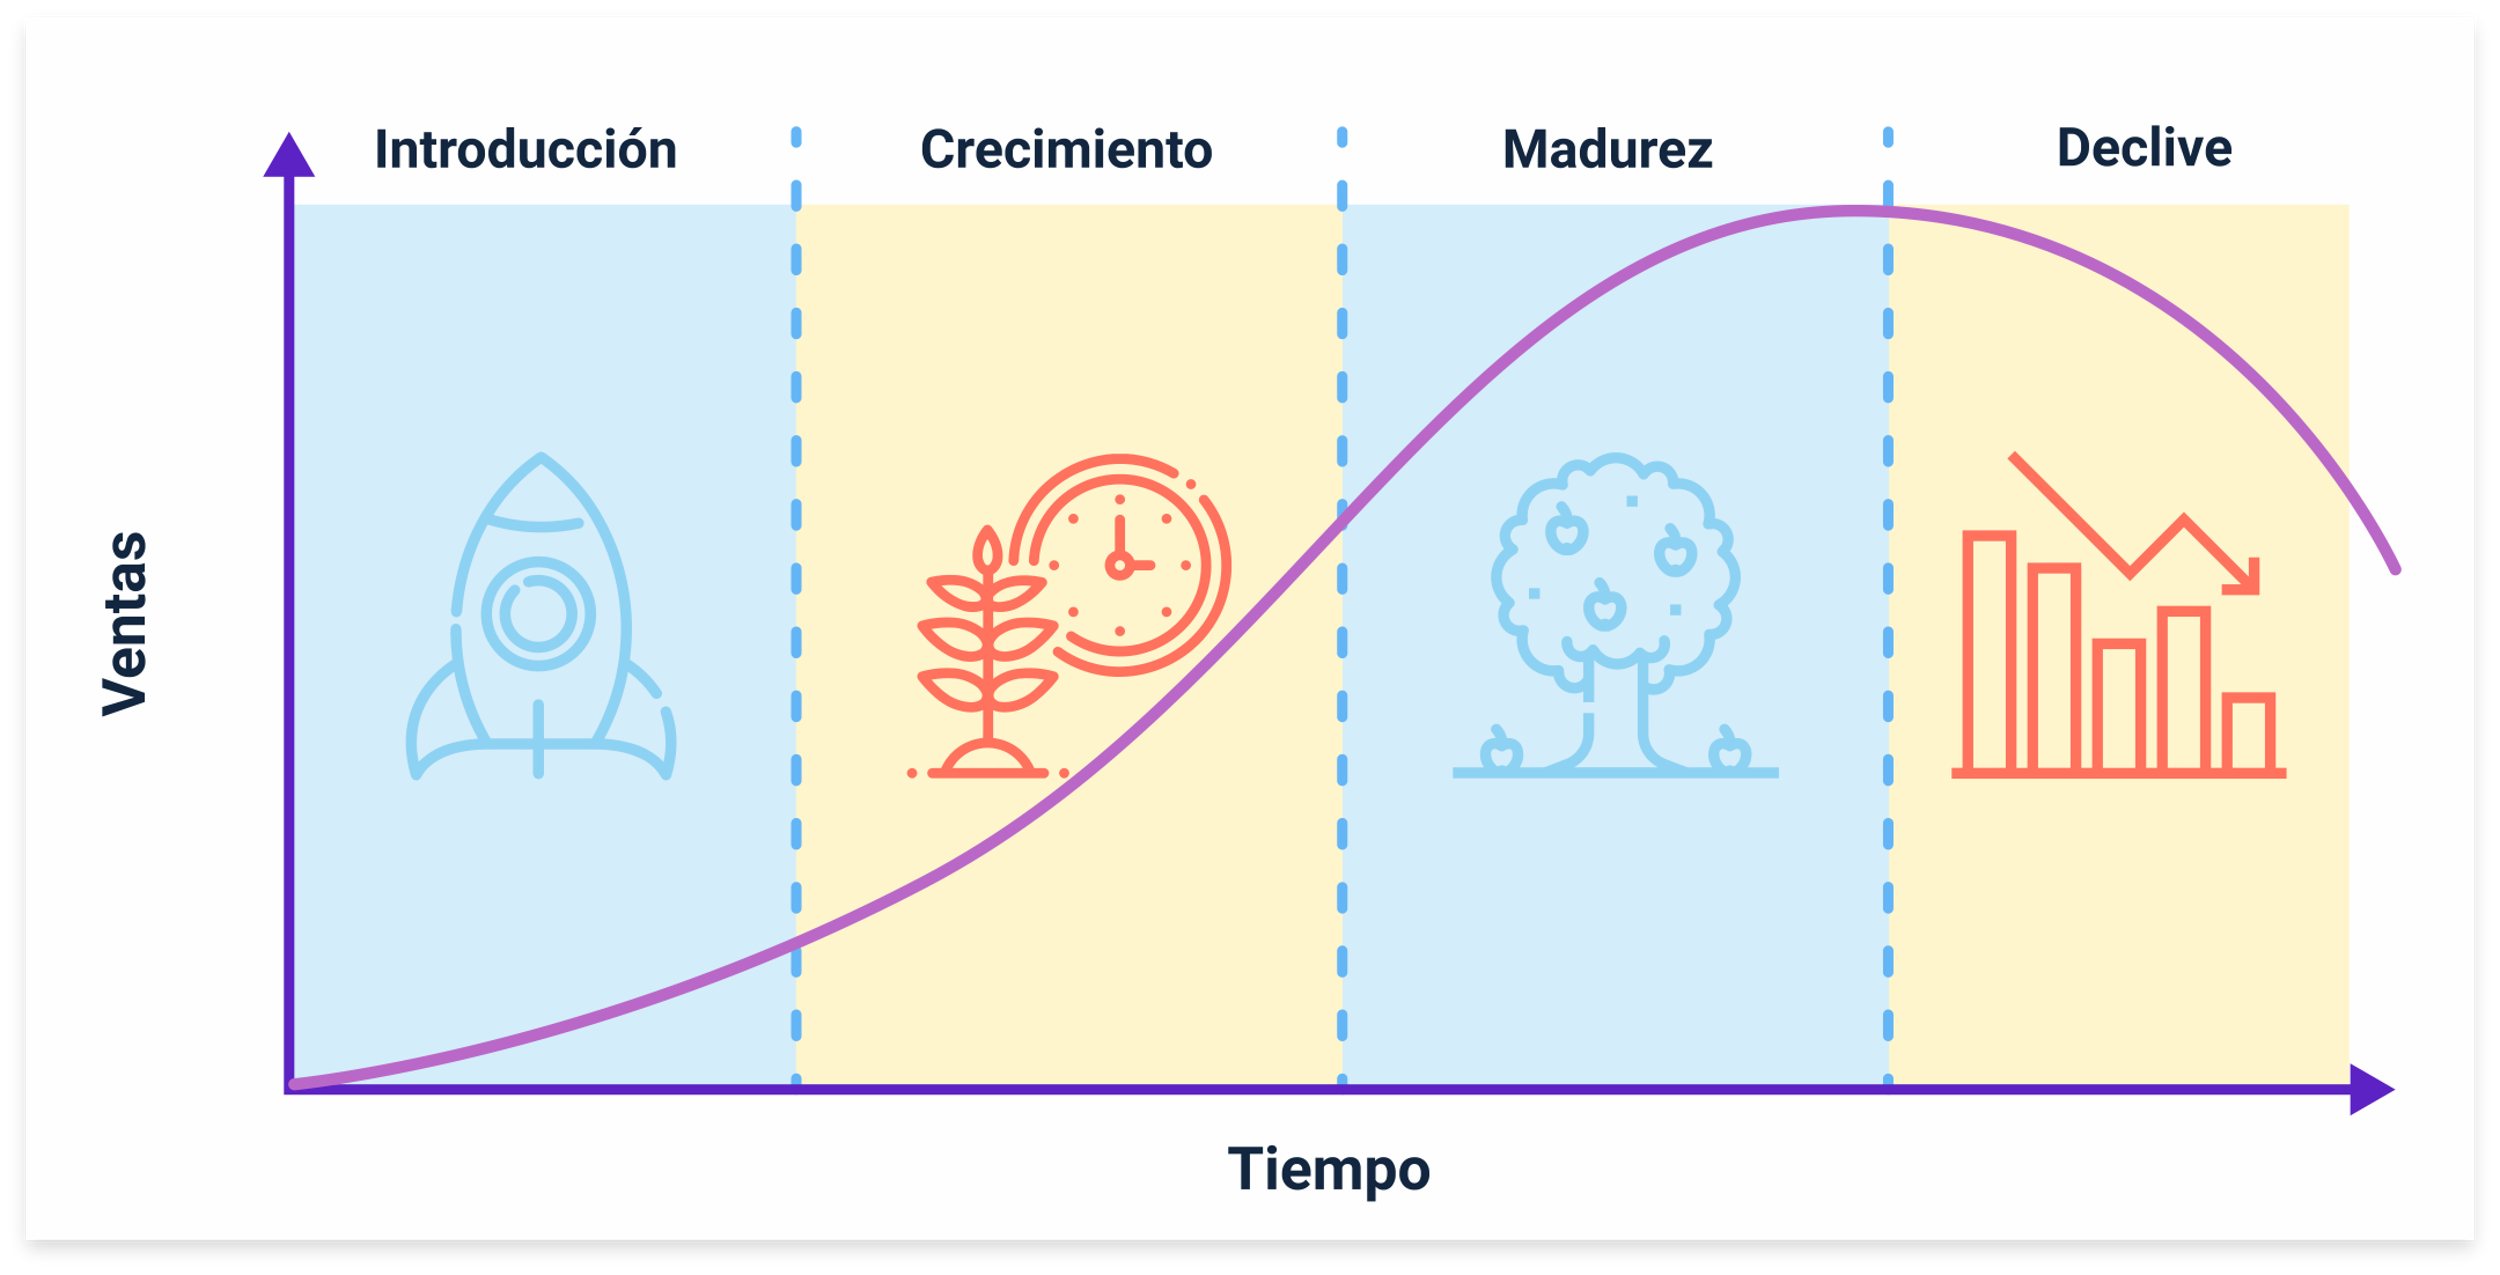 Introducción
Crecimiento
Madurez
Declive
Ventas
Tiempo